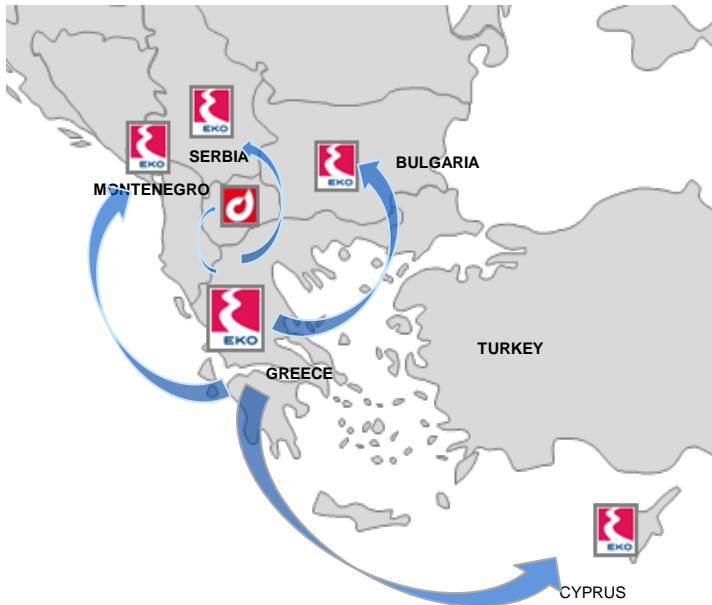 EKO
SERBIA
EKO
MONTENEGRO
EKO
BULGARIA
EKO
GREECE
TURKEY
EKO
CYPRUS